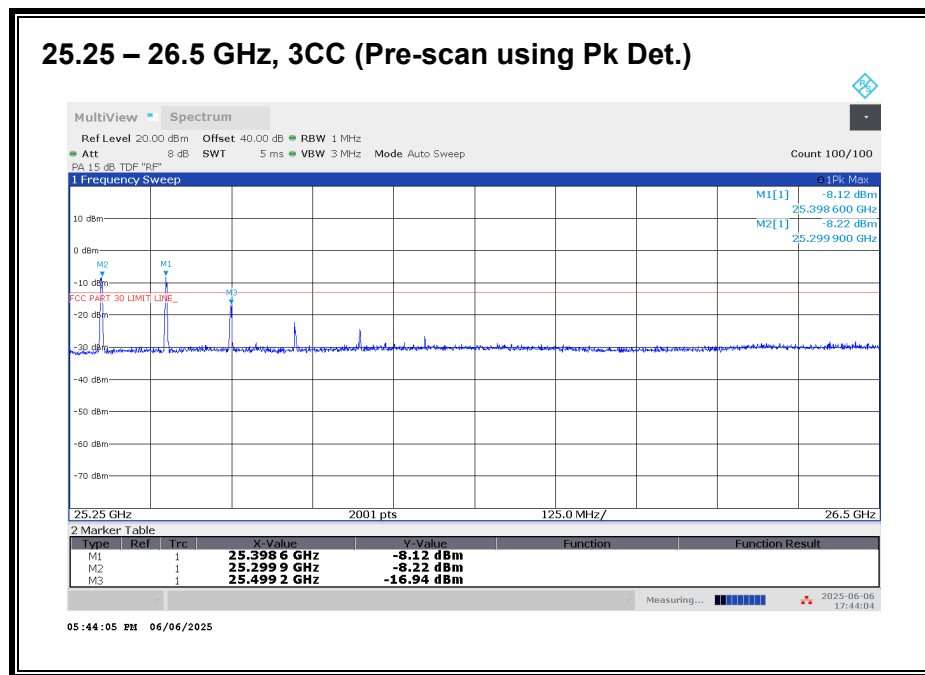 25.25 – 26.5 GHz, 3CC (Pre-scan using Pk Det.)
R&S
MultiView Spectrum
Ref Level 20.00 dBm Offset 40.00 dB RBW 1 MHz
Att 8 dB SWT 5 ms VBW 3 MHz Mode Auto Sweep Count 100/100
PA 15 dB TDF "RF"
1 Frequency Sweep 1Pk Max
M1[1] -8.12 dBm
25.398 600 GHz
M2[1] -8.22 dBm
25.299 900 GHz
10 dBm
0 dBm
M2 M1
-10 dBm
FCC PART 30 LIMIT LINE_ M3
-20 dBm
-30 dBm
-40 dBm
-50 dBm
-60 dBm
-70 dBm
25.25 GHz 2001 pts 125.0 MHz/ 26.5 GHz
2 Marker Table
Type Ref Trc X-Value Y-Value Function Function Result
M1 1 25.398 6 GHz -8.12 dBm
M2 1 25.299 9 GHz -8.22 dBm
M3 1 25.499 2 GHz -16.94 dBm
Measuring... 2025-06-06
17:44:04
05:44:05 PM 06/06/2025